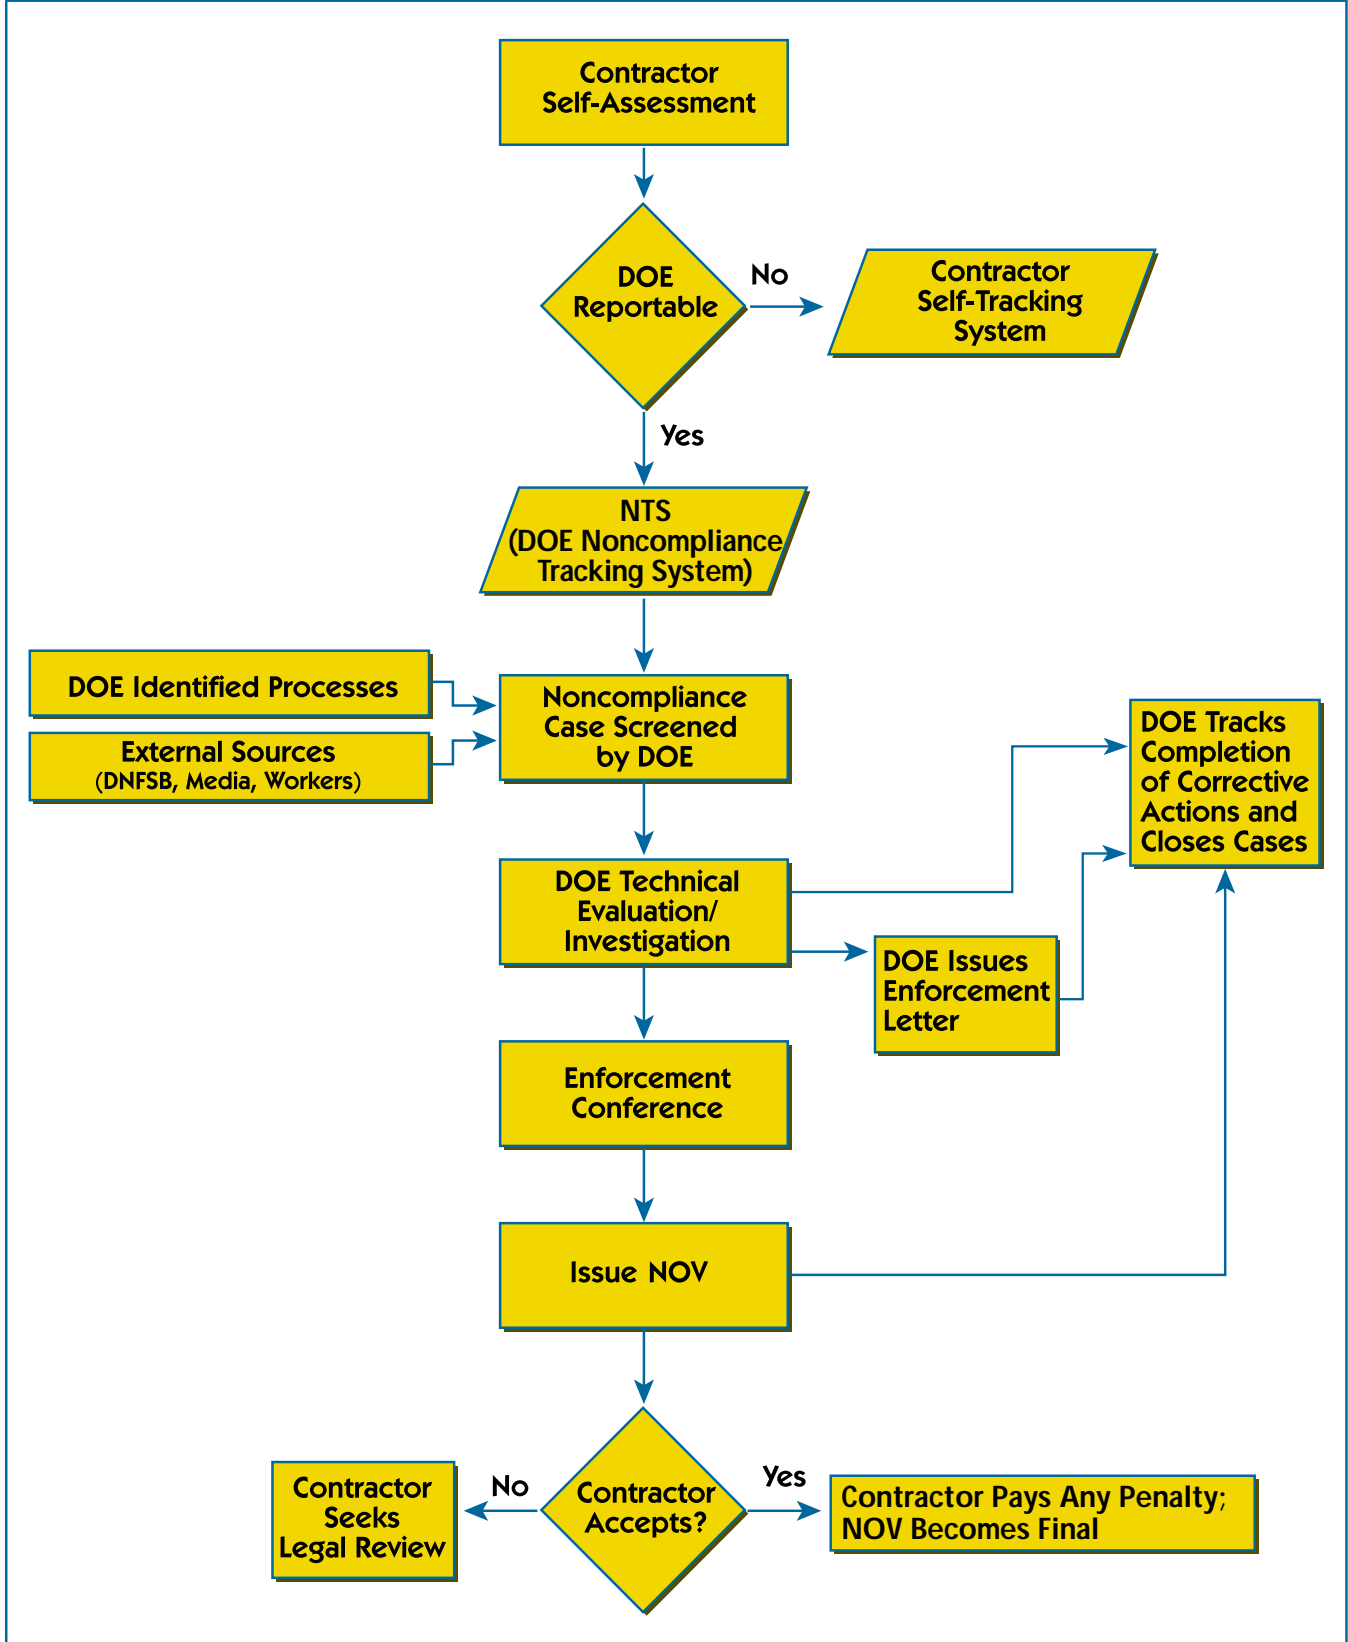 Contractor
Self-Assessment
DOE
Reportable
No
Contractor
Self-Tracking
System
Yes
NTS
(DOE Noncompliance
Tracking System)
DOE Identified Processes
External Sources
(DNFSB, Media, Workers)
Noncompliance
Case Screened
by DOE
DOE Tracks
Completion
of Corrective
Actions and
Closes Cases
DOE Technical
Evaluation/
Investigation
DOE Issues
Enforcement
Letter
Enforcement
Conference
Issue NOV
Contractor
Accepts?
No
Contractor
Seeks
Legal Review
Yes
Contractor Pays Any Penalty;
NOV Becomes Final